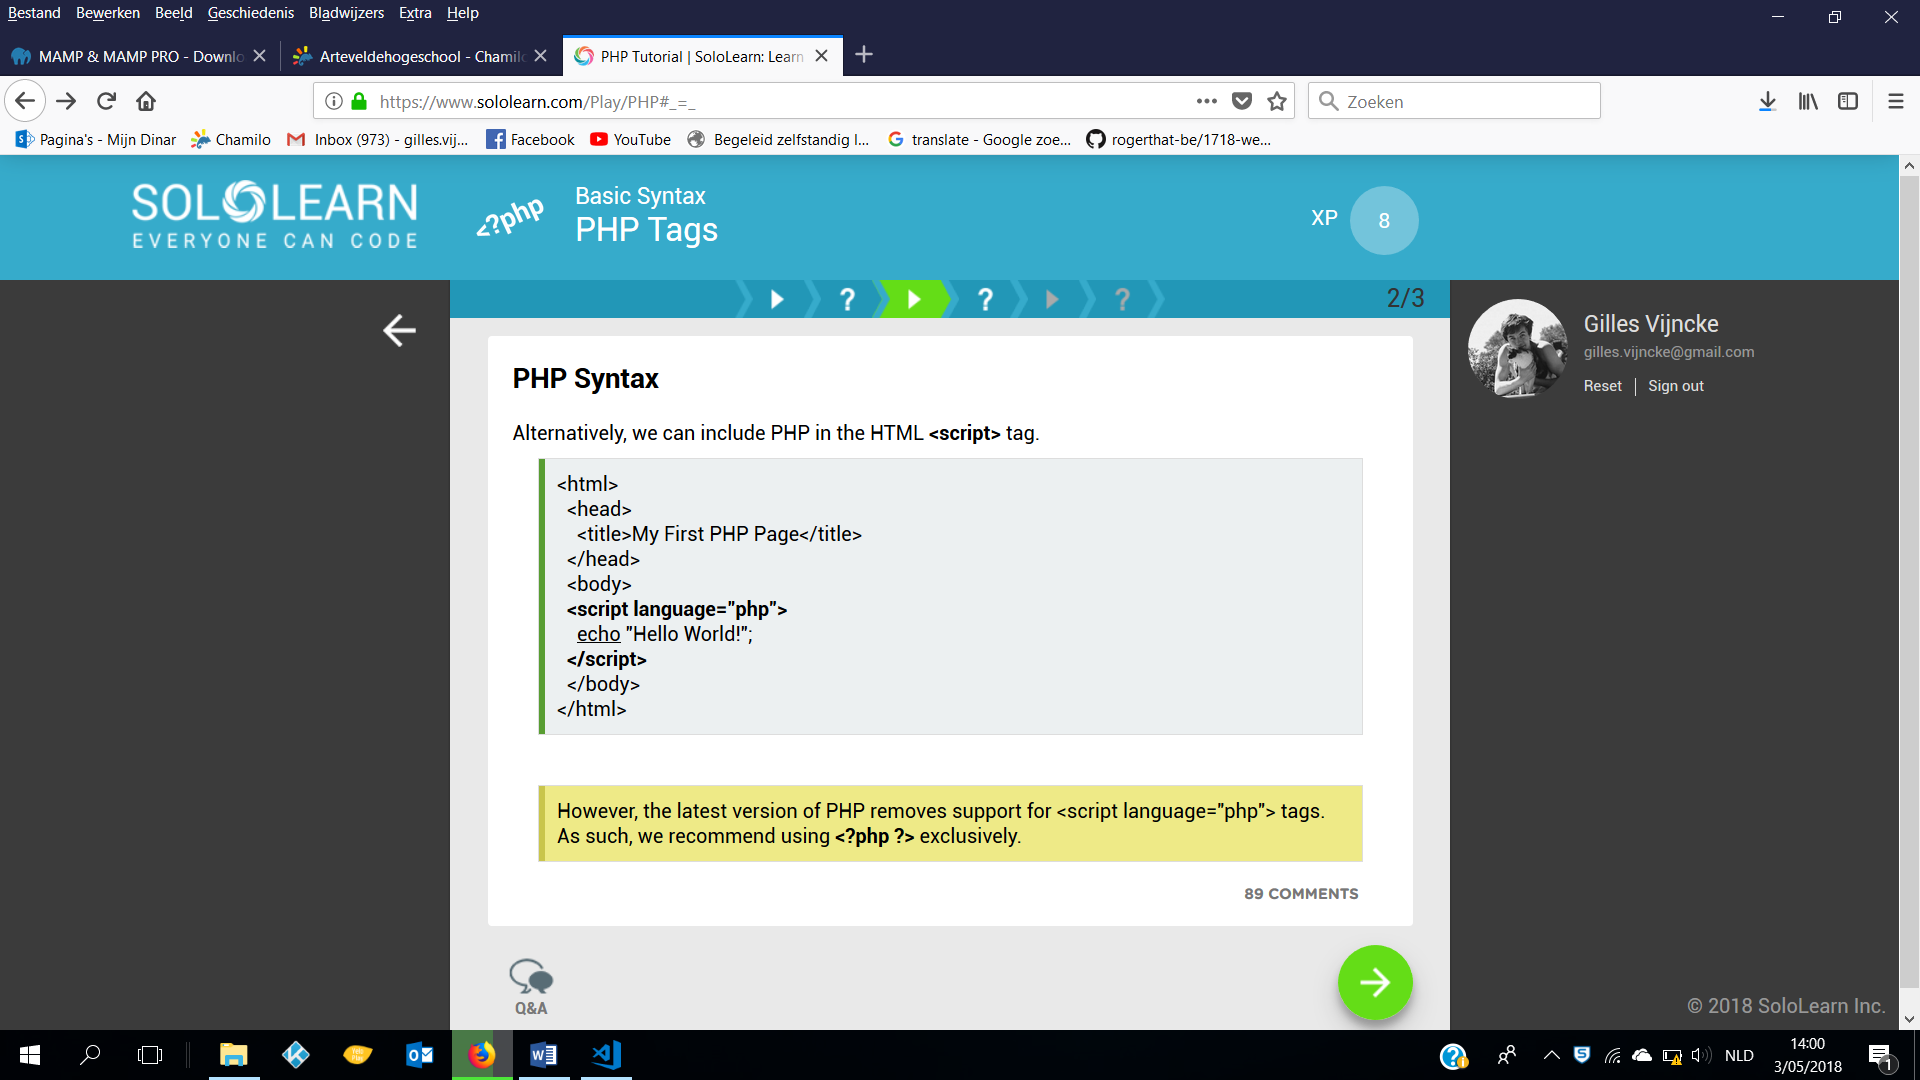 Bestand Bewerken Beeld Geschiedenis Bladwijzers Extra Help
MAMP & MAMP PRO - Downlo
Arteveldehogeschool - Chamilo
PHP Tutorial | SoloLearn: Learn
https://www.sololearn.com/Play/PHP#_=_
Zoeken
Pagina's - Mijn Dinar
Chamilo
Inbox (973) - gilles.vij...
Facebook
YouTube
Begeleid zelfstandig l...
translate - Google zoe...
rogerthat-be/1718-we...
SOLOLEARN
EVERYONE CAN CODE
<?php
Basic Syntax
PHP Tags
XP 8
? ? ?
2/3
Gilles Vijncke
gilles.vijncke@gmail.com
Reset | Sign out
PHP Syntax
Alternatively, we can include PHP in the HTML <script> tag.
<html>
<head>
<title>My First PHP Page</title>
</head>
<body>
<script language="php">
echo "Hello World!";
</script>
</body>
</html>
However, the latest version of PHP removes support for <script language="php"> tags.
As such, we recommend using <?php ?> exclusively.
89 COMMENTS
Q&A
© 2018 SoloLearn Inc.
NLD
14:00
3/05/2018
1